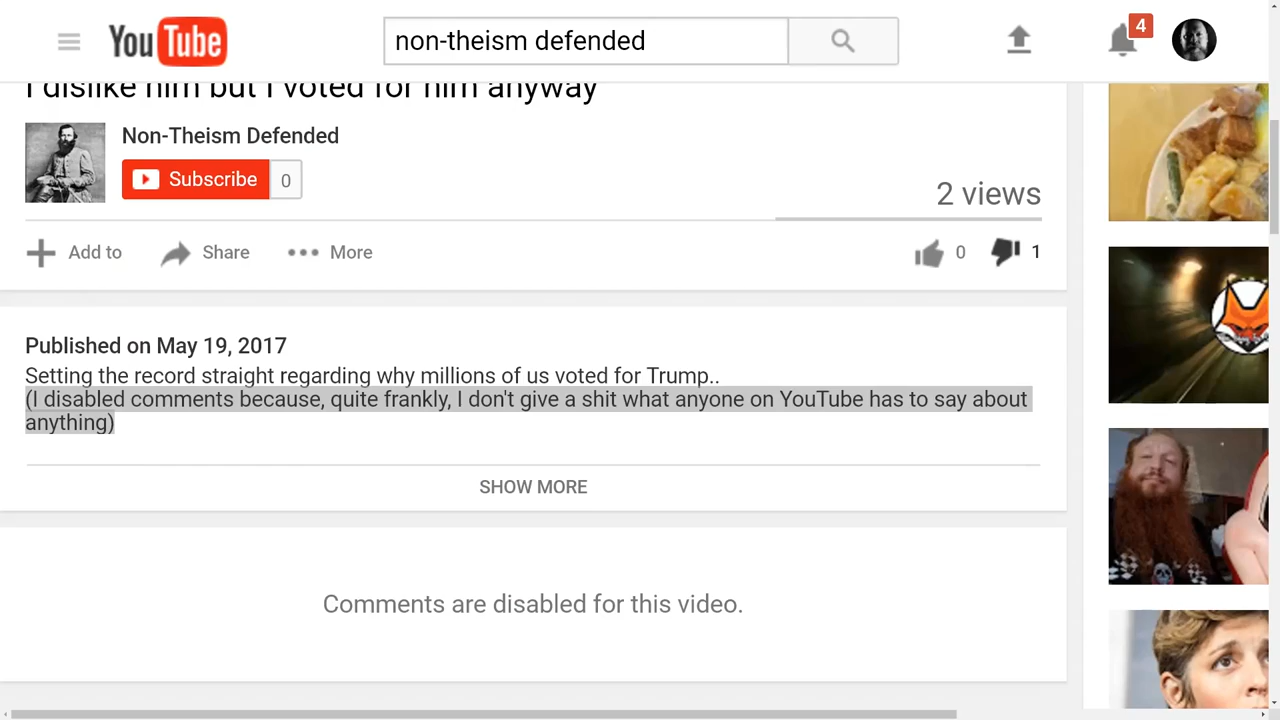 YouTube
non-theism defended
4
I dislike him but I voted for him anyway
Non-Theism Defended
Subscribe
0
2 views
Add to
Share
More
0
1
Published on May 19, 2017
Setting the record straight regarding why millions of us voted for Trump..
(I disabled comments because, quite frankly, I don't give a shit what anyone on YouTube has to say about
anything)
SHOW MORE
Comments are disabled for this video.